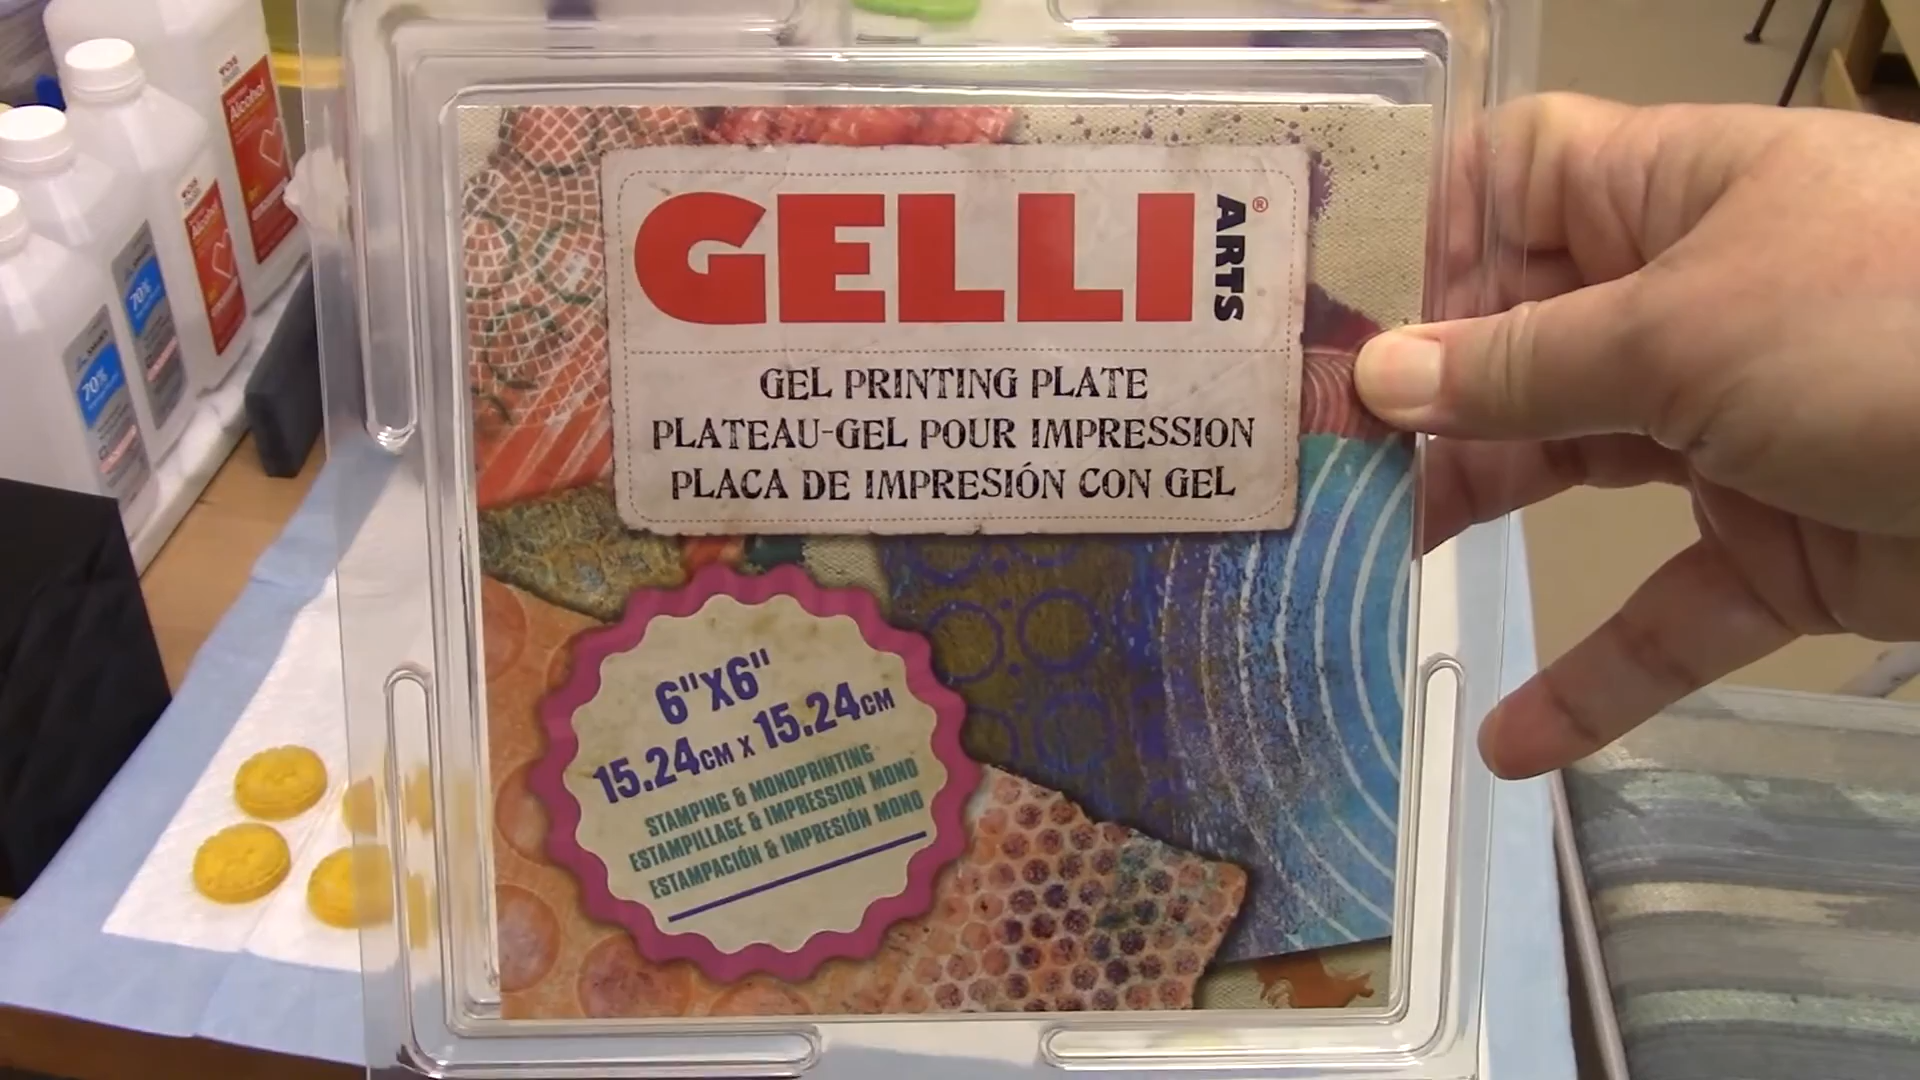 GELLI
ARTS®
GEL PRINTING PLATE
PLATEAU-GEL POUR IMPRESSION
PLACA DE IMPRESIÓN CON GEL
6"X6"
15.24CM X 15.24CM
STAMPING & MONOPRINTING
ESTAMPILLAGE & IMPRESSION MONO
ESTAMPACIÓN & IMPRESIÓN MONO
Alcohol
Alcohol
70%
70%